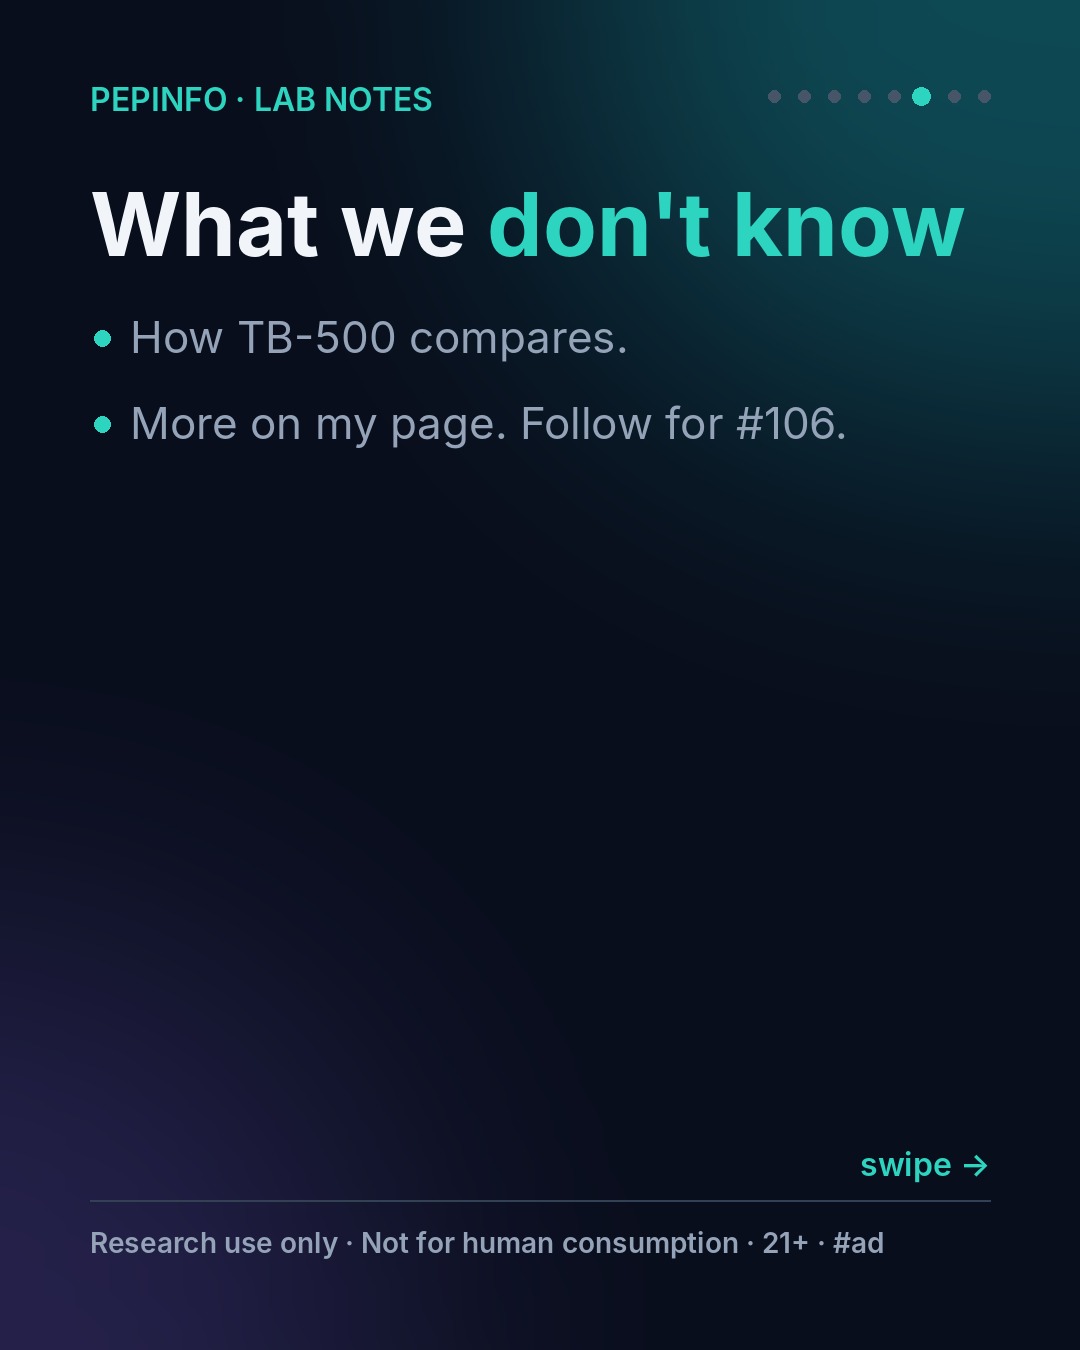 PEPINFO · LAB NOTES
What we don't know
How TB-500 compares.
More on my page. Follow for #106.
swipe →
Research use only · Not for human consumption · 21+ · #ad